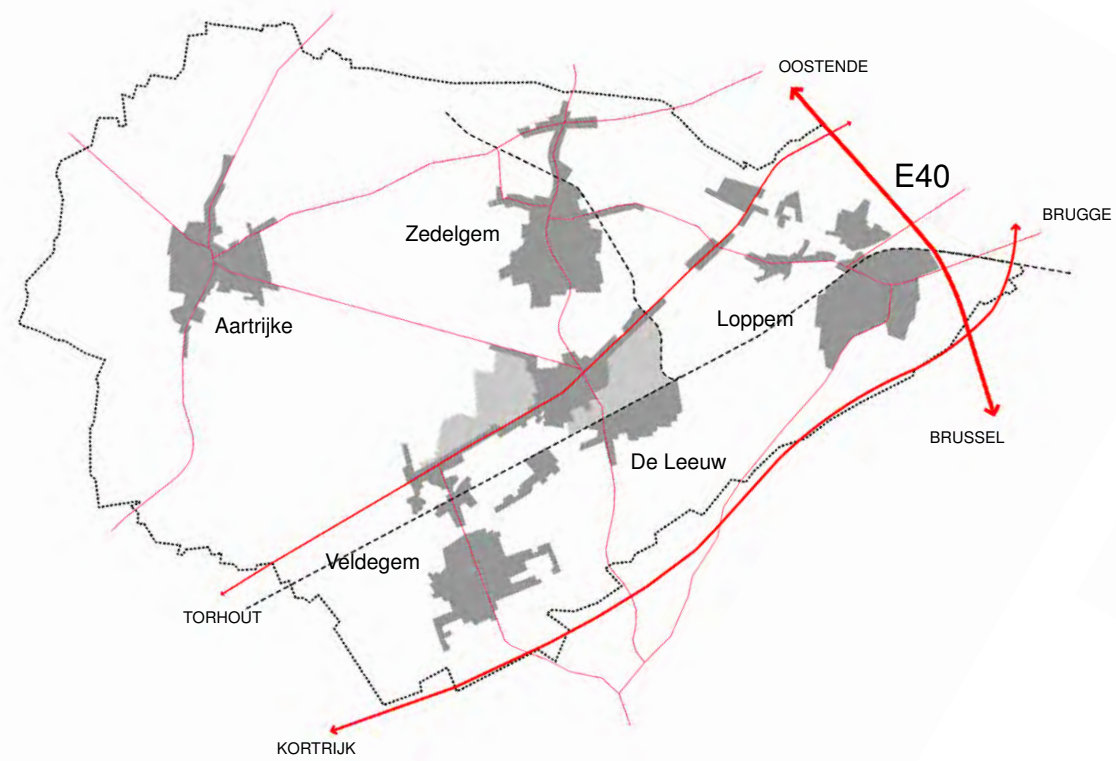 OOSTENDE
E40
BRUGGE
Zedelgem
Loppem
Aartrijke
BRUSSEL
De Leeuw
Veldegem
TORHOUT
KORTRIJK